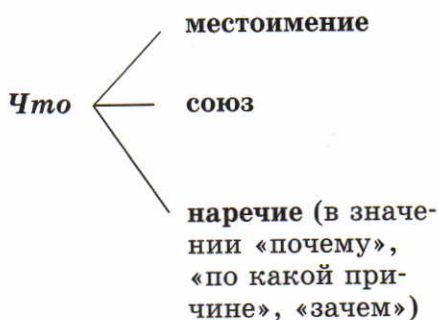 местоимение
Что
союз
наречие (в значе-
нии «почему»,
«по какой при-
чине», «зачем»)